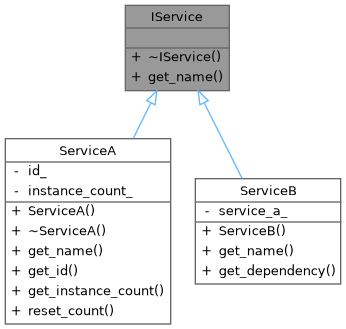 IService
+ ~IService()
+ get_name()
ServiceA
- id_
- instance_count_
+ ServiceA()
+ ~ServiceA()
+ get_name()
+ get_id()
+ get_instance_count()
+ reset_count()
ServiceB
- service_a_
+ ServiceB()
+ get_name()
+ get_dependency()